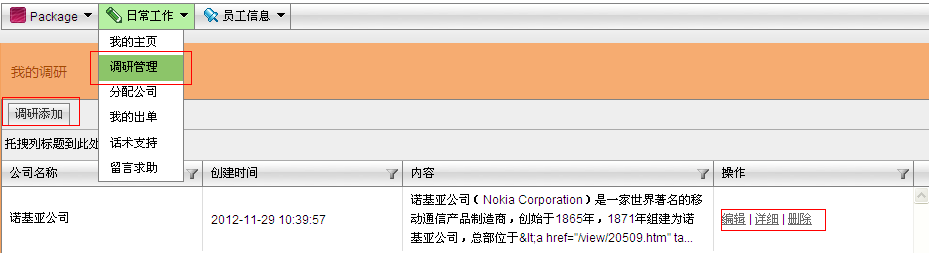 Package 日常工作 员工信息
我的主页
调研管理
分配公司
我的出单
话术支持
留言求助
我的调研
调研添加
托拽列标题到此处
公司名称 创建时间 内容 操作
诺基亚公司 2012-11-29 10:39:57
诺基亚公司（Nokia Corporation）是一家世界著名的移
动通信产品制造商，创始于1865年，1871年组建为诺
基亚公司，总部位于&lt;a href="/view/20509.htm" ta...
编辑 | 详细 | 删除